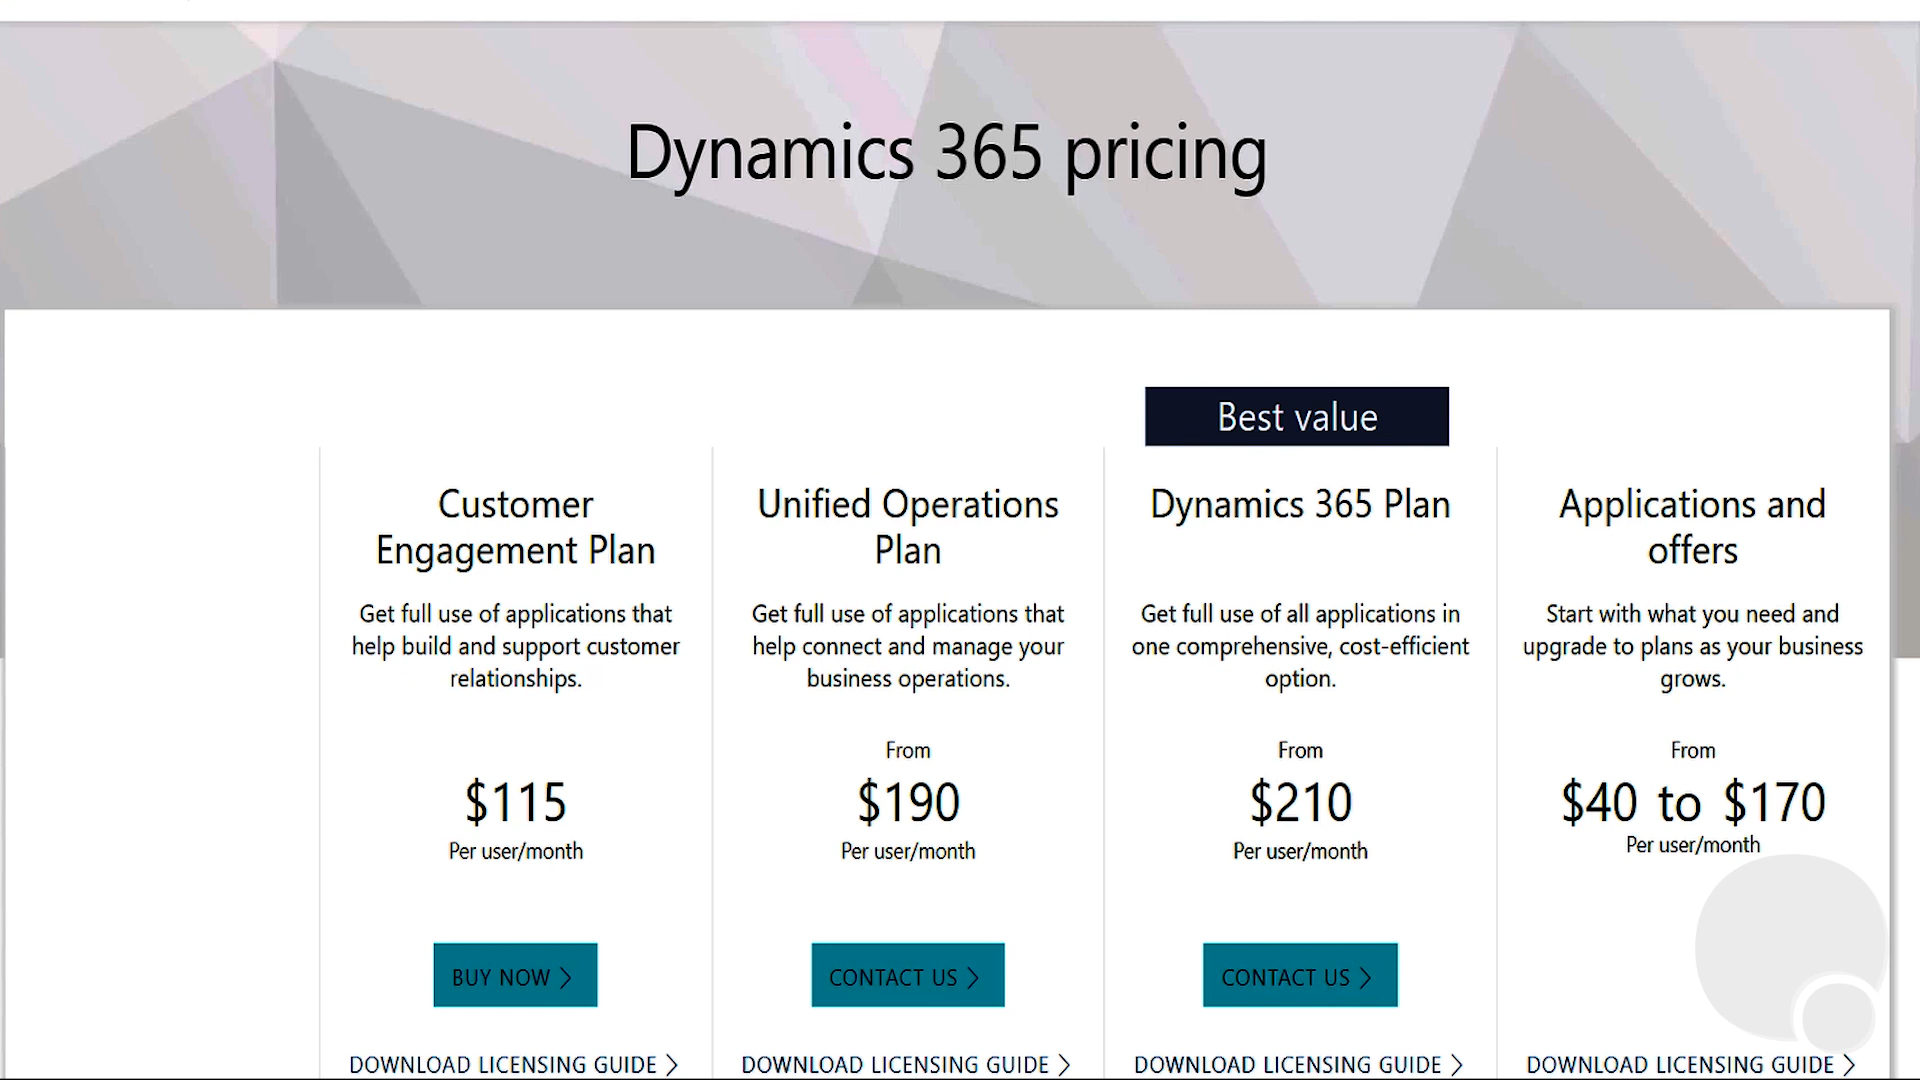 Dynamics 365 pricing
Best value
Customer
Engagement Plan
Get full use of applications that
help build and support customer
relationships.
$115
Per user/month
BUY NOW >
DOWNLOAD LICENSING GUIDE >
Unified Operations
Plan
Get full use of applications that
help connect and manage your
business operations.
From
$190
Per user/month
CONTACT US >
DOWNLOAD LICENSING GUIDE >
Dynamics 365 Plan
Get full use of all applications in
one comprehensive, cost-efficient
option.
From
$210
Per user/month
CONTACT US >
DOWNLOAD LICENSING GUIDE >
Applications and
offers
Start with what you need and
upgrade to plans as your business
grows.
From
$40 to $170
Per user/month
DOWNLOAD LICENSING GUIDE >